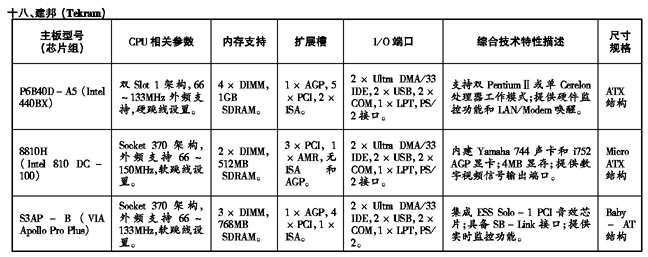 十八、建邦(Tekram)
主板型号
(芯片组)
CPU 相关参数
内存支持
扩展槽
I/O 端口
综合技术特性描述
尺寸
规格
P6B40D-A5(Intel
440BX)
双 Slot 1 架构,66
~133MHz 外频支
持,硬跳线设置。
4×DIMM,
1GB
SDRAM。
1×AGP,5
×PCI,2×
ISA。
2 × Ultra DMA/33
IDE,2×USB,2×
COM,1×LPT,PS/
2 接口。
支持双 PentiumⅡ或单 Cerelon
处理器工作模式;提供硬件监
控功能和 LAN/Modem 唤醒。
ATX
结构
8810H
(Intel 810 DC-
100)
Socket 370 架构,
外频支持 66 ~
150MHz,软跳线设
置。
2×DIMM,
512MB
SDRAM。
3×PCI,1
×AMR,无
ISA 和
AGP。
2 × Ultra DMA/33
IDE,2×USB,2×
COM,1×LPT,PS/
2 接口。
内建 Yamaha 744 声卡和 i752
AGP 显卡;4MB 显存;提供数
字视频信号输出端口。
Micro
ATX
结构
S3AP-B(VIA
Apollo Pro Plus)
Socket 370 架构,
外频支持 66 ~
133MHz,软跳线设
置。
3×DIMM,
768MB
SDRAM。
1×AGP,4
×PCI,1×
ISA。
2 × Ultra DMA/33
IDE,2×USB,2×
COM,1×LPT,PS/
2。
集成 ESS Solo-1 PCI 音效芯
片;具备 SB-Link 接口;提供
实时监控功能。
Baby
-AT
结构